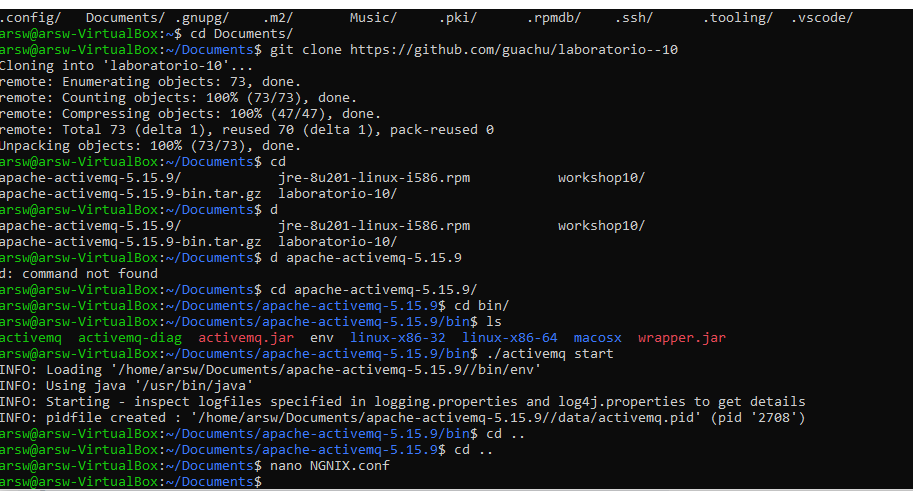 .config/   Documents/ .gnupg/    .m2/       Music/     .pki/      .rpmdb/    .ssh/      .tooling/  .vscode/
arsw@arsw-VirtualBox:~$ cd Documents/
arsw@arsw-VirtualBox:~/Documents$ git clone https://github.com/guachu/laboratorio--10
Cloning into 'laboratorio-10'...
remote: Enumerating objects: 73, done.
remote: Counting objects: 100% (73/73), done.
remote: Compressing objects: 100% (47/47), done.
remote: Total 73 (delta 1), reused 70 (delta 1), pack-reused 0
Unpacking objects: 100% (73/73), done.
arsw@arsw-VirtualBox:~/Documents$ cd
apache-activemq-5.15.9/            jre-8u201-linux-i586.rpm           workshop10/
apache-activemq-5.15.9-bin.tar.gz  laboratorio-10/
arsw@arsw-VirtualBox:~/Documents$ d
apache-activemq-5.15.9/            jre-8u201-linux-i586.rpm           workshop10/
apache-activemq-5.15.9-bin.tar.gz  laboratorio-10/
arsw@arsw-VirtualBox:~/Documents$ d apache-activemq-5.15.9
d: command not found
arsw@arsw-VirtualBox:~/Documents$ cd apache-activemq-5.15.9/
arsw@arsw-VirtualBox:~/Documents/apache-activemq-5.15.9$ cd bin/
arsw@arsw-VirtualBox:~/Documents/apache-activemq-5.15.9/bin$ ls
activemq  activemq-diag  activemq.jar  env  linux-x86-32  linux-x86-64  macosx  wrapper.jar
arsw@arsw-VirtualBox:~/Documents/apache-activemq-5.15.9/bin$ ./activemq start
INFO: Loading '/home/arsw/Documents/apache-activemq-5.15.9//bin/env'
INFO: Using java '/usr/bin/java'
INFO: Starting - inspect logfiles specified in logging.properties and log4j.properties to get details
INFO: pidfile created : '/home/arsw/Documents/apache-activemq-5.15.9//data/activemq.pid' (pid '2708')
arsw@arsw-VirtualBox:~/Documents/apache-activemq-5.15.9/bin$ cd ..
arsw@arsw-VirtualBox:~/Documents/apache-activemq-5.15.9$ cd ..
arsw@arsw-VirtualBox:~/Documents$ nano NGNIX.conf
arsw@arsw-VirtualBox:~/Documents$